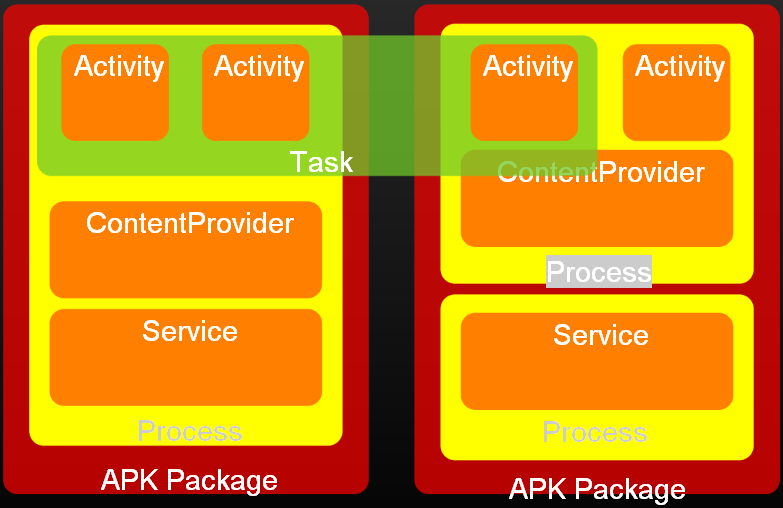 Activity
Activity
Task
ContentProvider
Service
Process
APK Package
Activity
Activity
ContentProvider
Process
Service
Process
APK Package